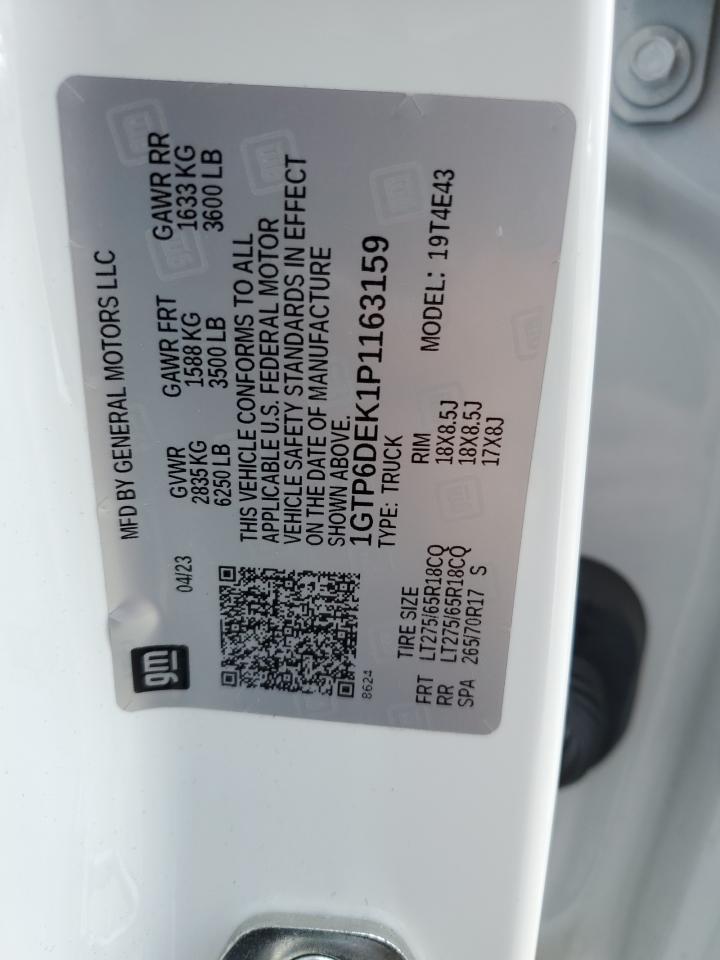 gm
04/23
MFD BY GENERAL MOTORS LLC
GVWR GAWR FRT GAWR RR
2835 KG 1588 KG 1633 KG
6250 LB 3500 LB 3600 LB
THIS VEHICLE CONFORMS TO ALL
APPLICABLE U.S. FEDERAL MOTOR
VEHICLE SAFETY STANDARDS IN EFFECT
ON THE DATE OF MANUFACTURE
SHOWN ABOVE.
1GTP6DEK1P1163159
TYPE: TRUCK
8624
MODEL: 19T4E43
TIRE SIZE RIM
FRT LT275/65R18CQ 18X8.5J
RR LT275/65R18CQ 18X8.5J
SPA 265/70R17 S 17X8J